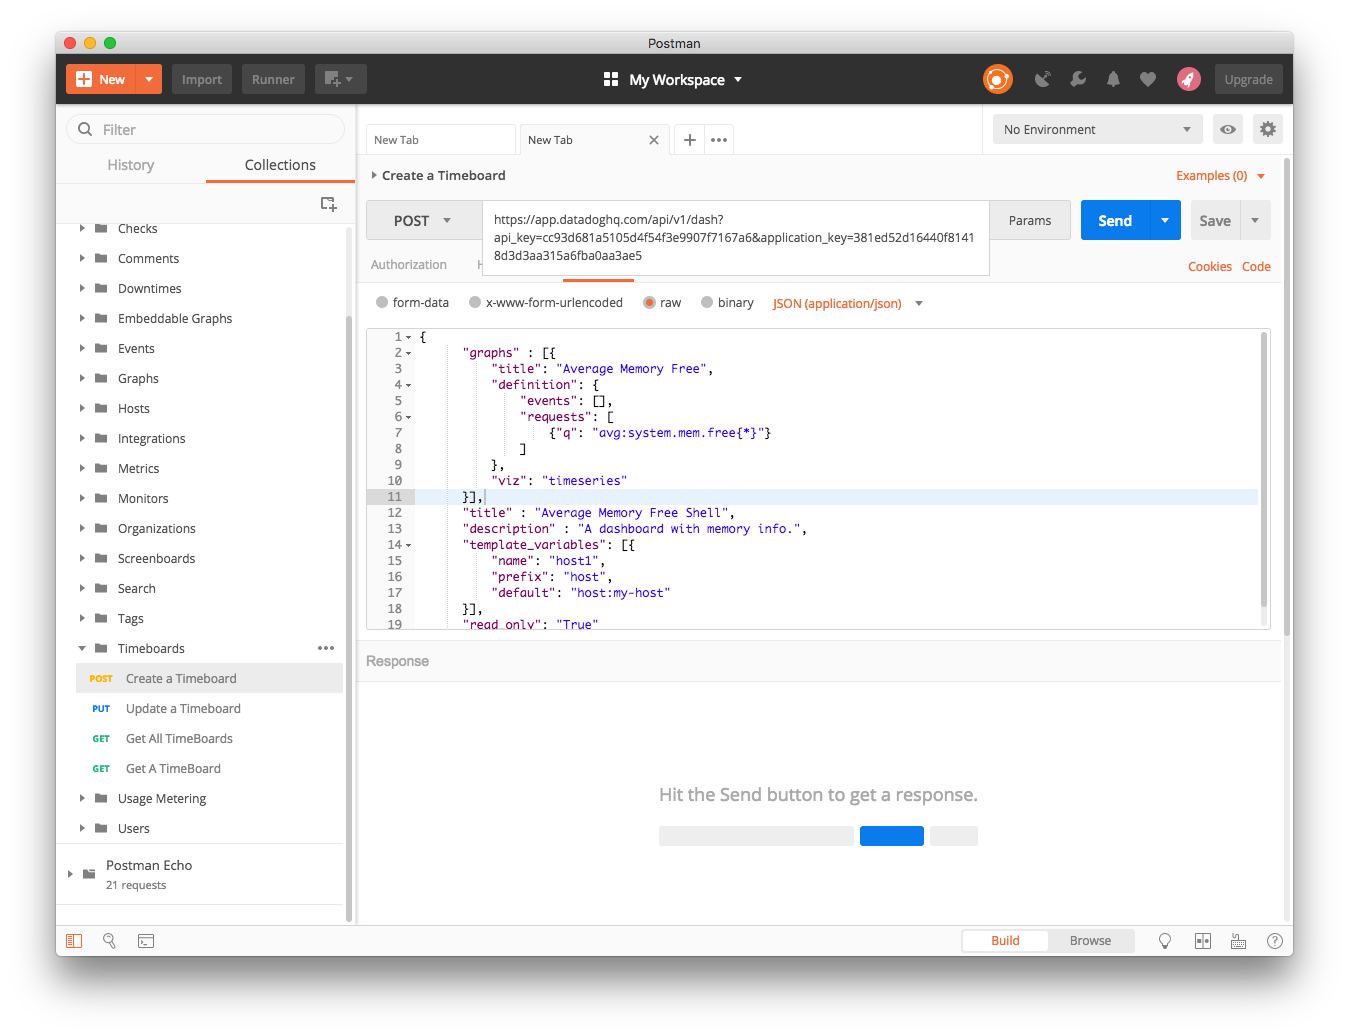 Postman
New
Import
Runner
My Workspace
Upgrade
Filter
History
Collections
Checks
Comments
Downtimes
Embeddable Graphs
Events
Graphs
Hosts
Integrations
Metrics
Monitors
Organizations
Screenboards
Search
Tags
Timeboards
POST Create a Timeboard
PUT Update a Timeboard
GET Get All TimeBoards
GET Get A TimeBoard
Usage Metering
Users
Postman Echo
21 requests
New Tab
New Tab
No Environment
Create a Timeboard
Examples (0)
POST
https://app.datadoghq.com/api/v1/dash?
api_key=cc93d681a5105d4f54f3e9907f7167a6&application_key=381ed52d16440f8141
8d3d3aa315a6fba0aa3ae5
Params
Send
Save
Authorization
Cookies
Code
form-data
x-www-form-urlencoded
raw
binary
JSON (application/json)
1 {
2 "graphs" : [{
3 "title": "Average Memory Free",
4 "definition": {
5 "events": [],
6 "requests": [
7 {"q": "avg:system.mem.free{*}"}
8 ]
9 },
10 "viz": "timeseries"
11 }],
12 "title" : "Average Memory Free Shell",
13 "description" : "A dashboard with memory info.",
14 "template_variables": [{
15 "name": "host1",
16 "prefix": "host",
17 "default": "host:my-host"
18 }],
19 "read_only": "True"
Response
Hit the Send button to get a response.
Build
Browse